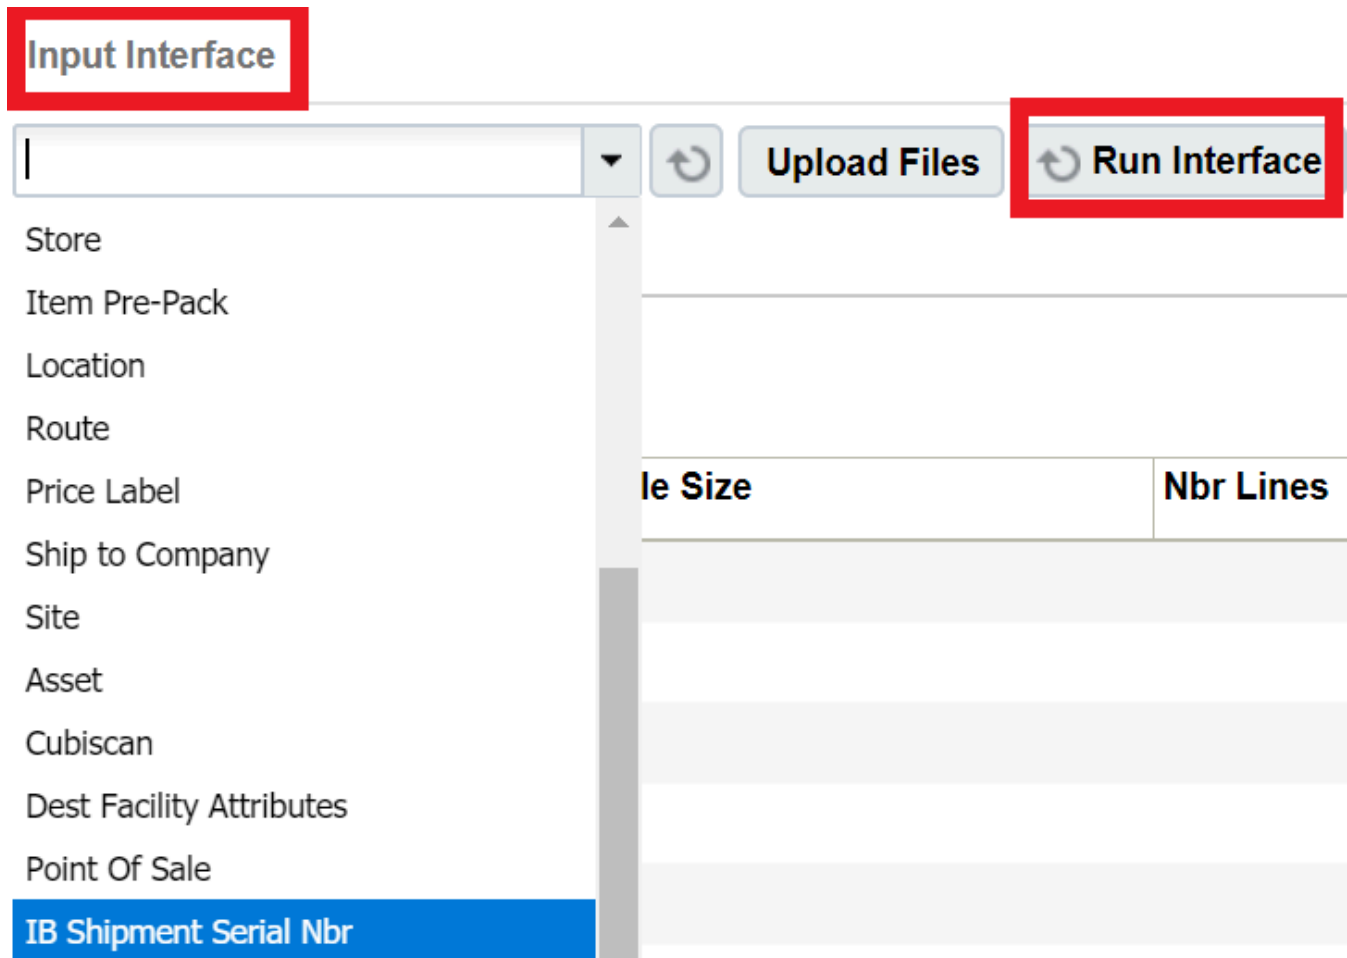 Input Interface
Upload Files
Run Interface
Store
Item Pre-Pack
Location
Route
Price Label
le Size
Nbr Lines
Ship to Company
Site
Asset
Cubiscan
Dest Facility Attributes
Point Of Sale
IB Shipment Serial Nbr